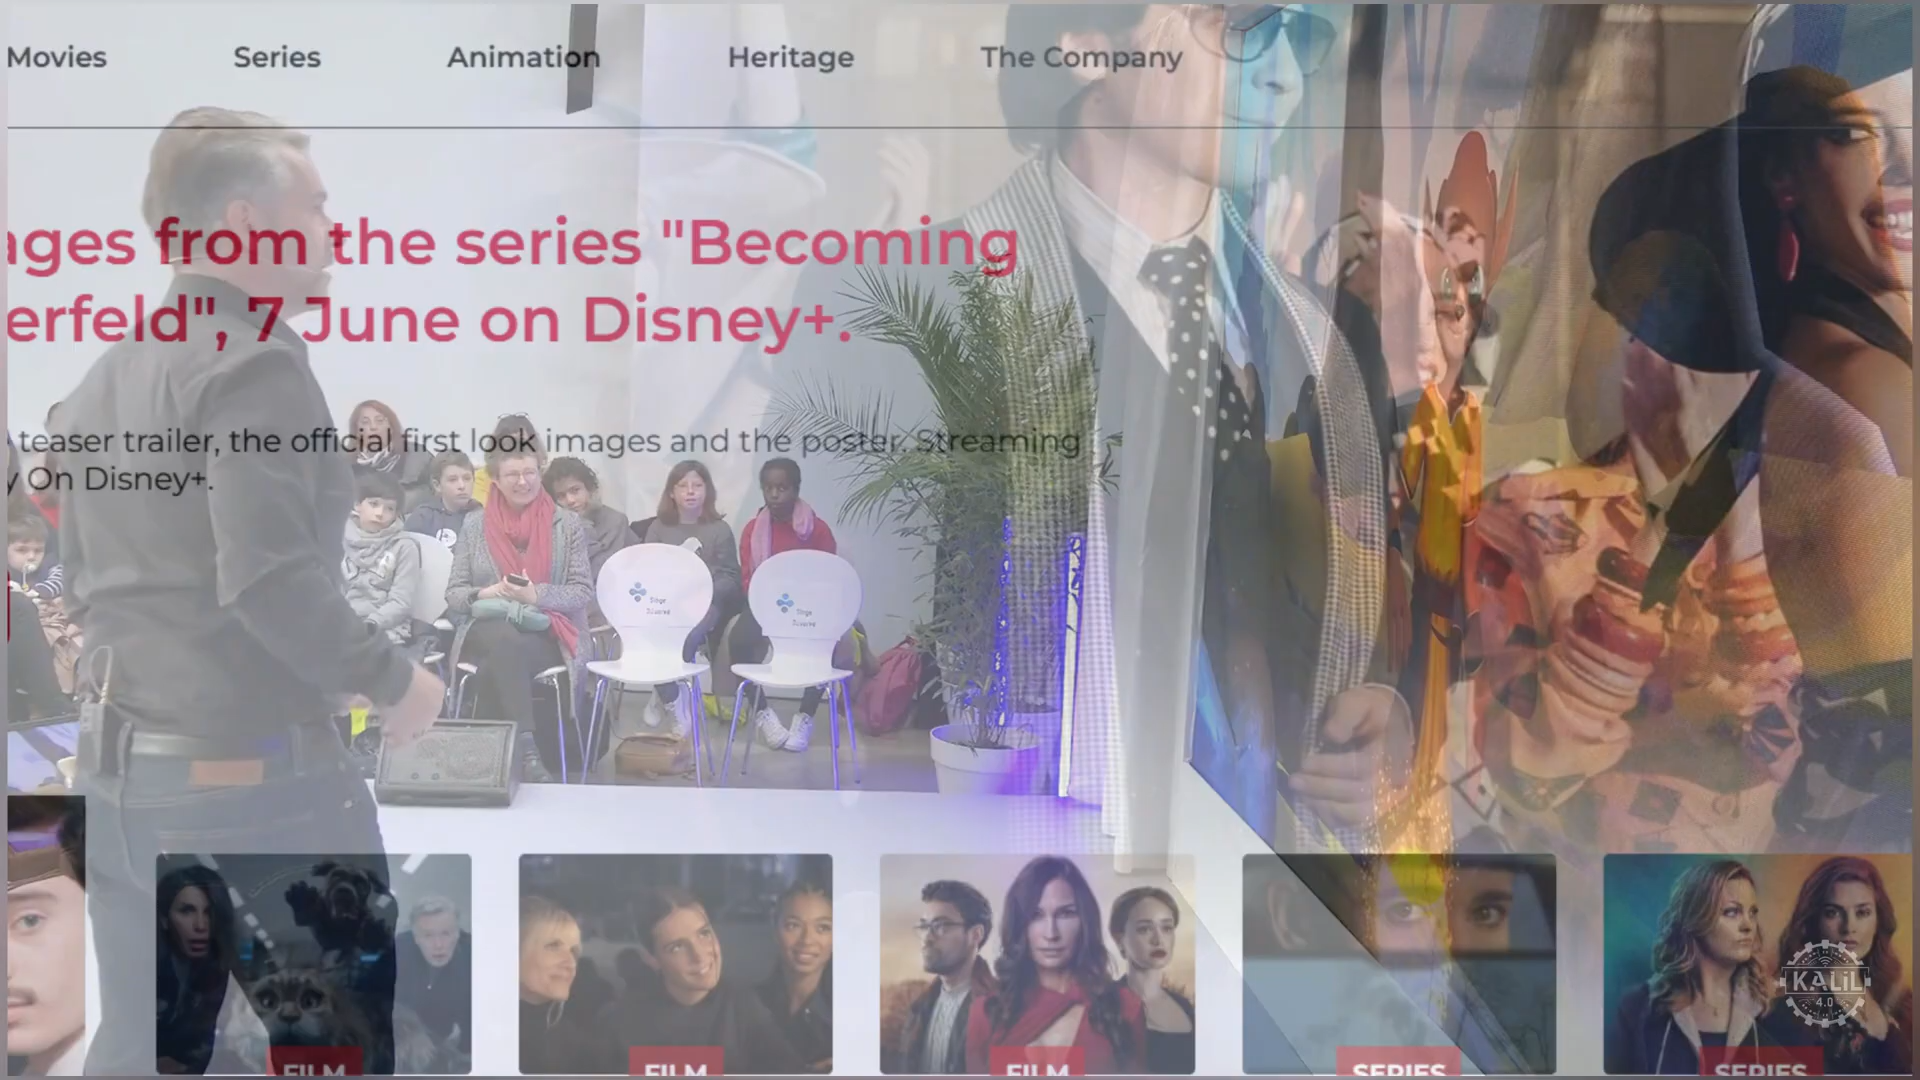 Movies Series Animation Heritage The Company
ages from the series "Becoming
erfeld", 7 June on Disney+.
teaser trailer, the official first look images and the poster. Streaming
y On Disney+.
FILM FILM FILM SERIES SERIES
KALiL
4.0